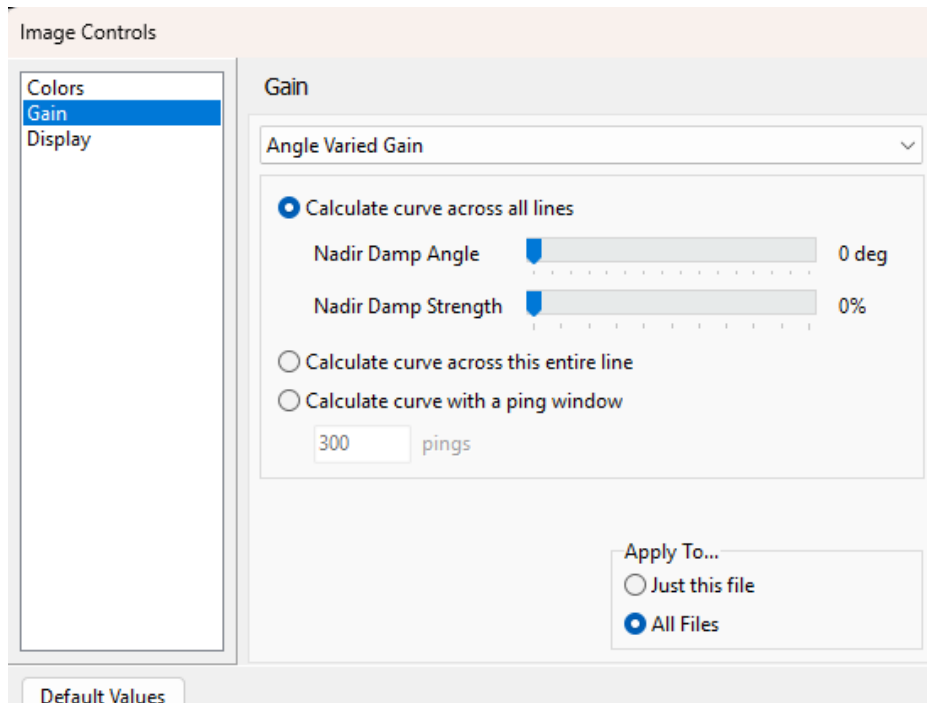 Image Controls
Colors
Gain
Display
Gain
Angle Varied Gain
Calculate curve across all lines
Nadir Damp Angle 0 deg
Nadir Damp Strength 0%
Calculate curve across this entire line
Calculate curve with a ping window
300 pings
Apply To...
Just this file
All Files
Default Values